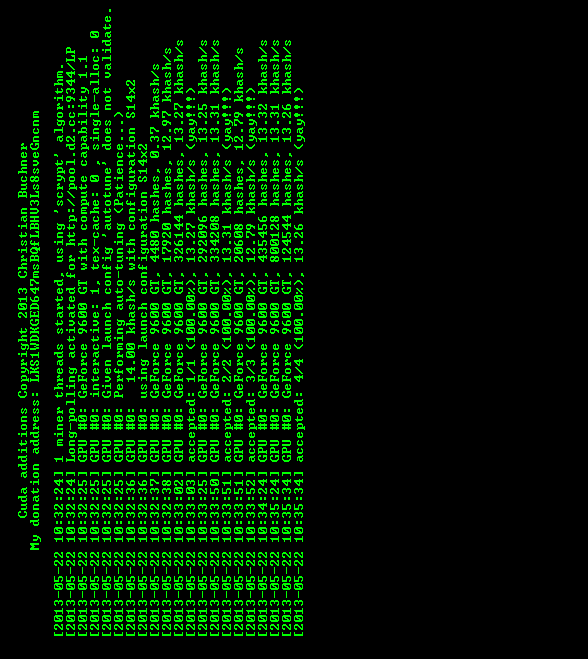 Cuda additions Copyright 2013 Christian Buchner
My donation address: LKS1WDKGED647msBQfLBHV3Ls8sveGncnm
[2013-05-22 10:32:24] 1 miner threads started, using 'scrypt' algorithm.
[2013-05-22 10:32:24] Long-polling activated for http://pool.d2.cc:9344/LP
[2013-05-22 10:32:25] GPU #0: GeForce 9600 GT with compute capability 1.1
[2013-05-22 10:32:25] GPU #0: interactive: 1, tex-cache: 0 , single-alloc: 0
[2013-05-22 10:32:25] GPU #0: Given launch config 'autotune' does not validate.
[2013-05-22 10:32:25] GPU #0: Performing auto-tuning (Patience...)
[2013-05-22 10:32:36] GPU #0: 14.00 khash/s with configuration S14x2
[2013-05-22 10:32:36] GPU #0: using launch configuration S14x2
[2013-05-22 10:32:37] GPU #0: GeForce 9600 GT, 4480 hashes, 0.37 khash/s
[2013-05-22 10:32:38] GPU #0: GeForce 9600 GT, 17920 hashes, 12.97 khash/s
[2013-05-22 10:33:02] GPU #0: GeForce 9600 GT, 326144 hashes, 13.27 khash/s
[2013-05-22 10:33:03] accepted: 1/1 (100.00%), 13.27 khash/s (yay!!!)
[2013-05-22 10:33:25] GPU #0: GeForce 9600 GT, 292096 hashes, 13.25 khash/s
[2013-05-22 10:33:50] GPU #0: GeForce 9600 GT, 334208 hashes, 13.31 khash/s
[2013-05-22 10:33:51] accepted: 2/2 (100.00%), 13.31 khash/s (yay!!!)
[2013-05-22 10:33:51] GPU #0: GeForce 9600 GT, 10688 hashes, 12.79 khash/s
[2013-05-22 10:33:52] accepted: 3/3 (100.00%), 12.79 khash/s (yay!!!)
[2013-05-22 10:34:24] GPU #0: GeForce 9600 GT, 435456 hashes, 13.32 khash/s
[2013-05-22 10:35:24] GPU #0: GeForce 9600 GT, 800128 hashes, 13.31 khash/s
[2013-05-22 10:35:34] GPU #0: GeForce 9600 GT, 124544 hashes, 13.26 khash/s
[2013-05-22 10:35:34] accepted: 4/4 (100.00%), 13.26 khash/s (yay!!!)